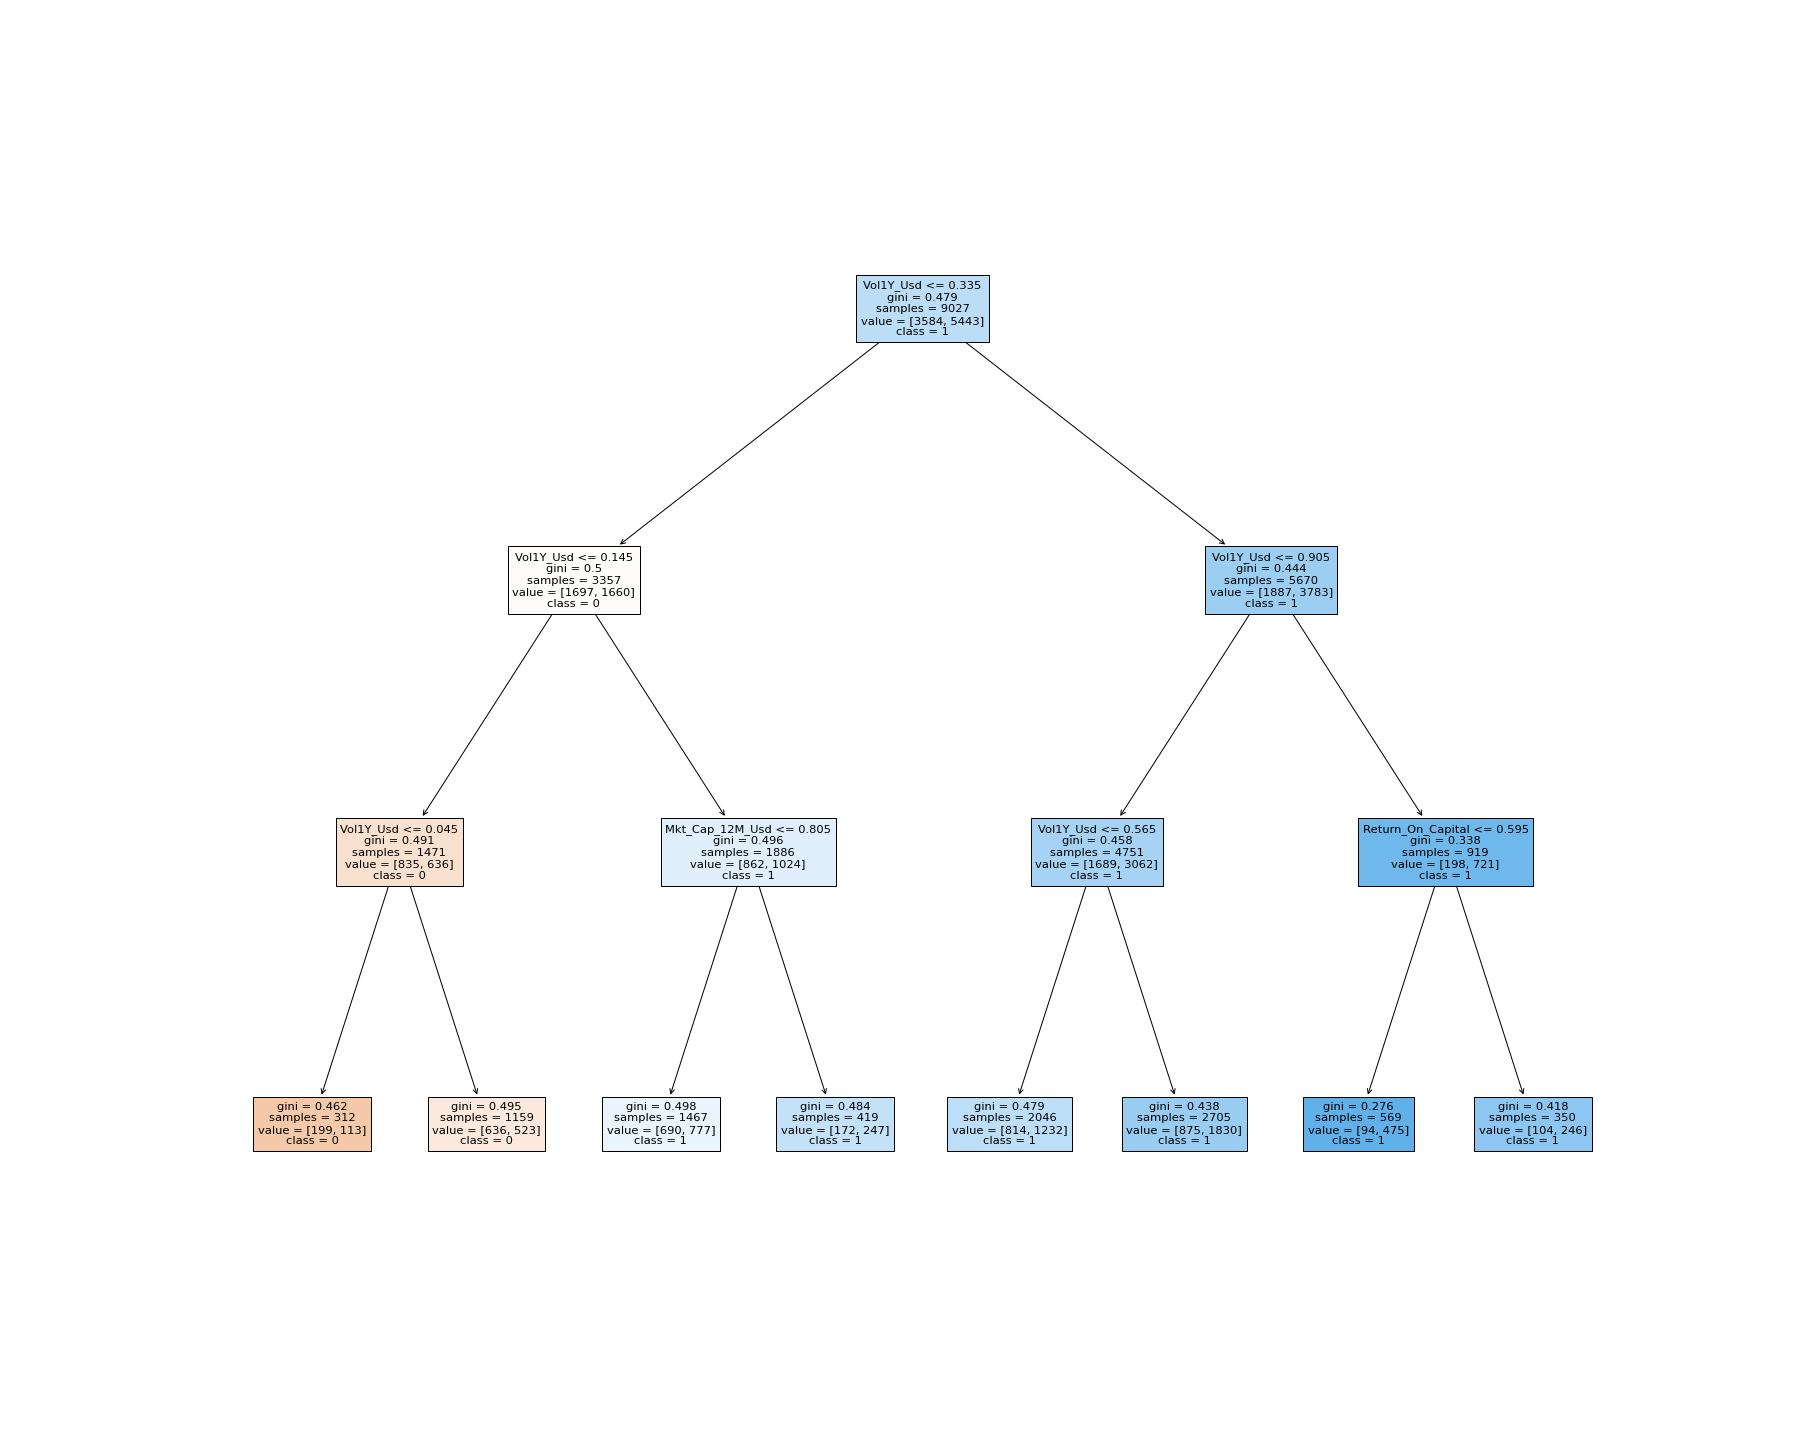 Vol1Y_Usd <= 0.335
gini = 0.479
samples = 9027
value = [3584, 5443]
class = 1
Vol1Y_Usd <= 0.145
gini = 0.5
samples = 3357
value = [1697, 1660]
class = 0
Vol1Y_Usd <= 0.905
gini = 0.444
samples = 5670
value = [1887, 3783]
class = 1
Vol1Y_Usd <= 0.045
gini = 0.491
samples = 1471
value = [835, 636]
class = 0
Mkt_Cap_12M_Usd <= 0.805
gini = 0.496
samples = 1886
value = [862, 1024]
class = 1
Vol1Y_Usd <= 0.565
gini = 0.458
samples = 4751
value = [1689, 3062]
class = 1
Return_On_Capital <= 0.595
gini = 0.338
samples = 919
value = [198, 721]
class = 1
gini = 0.462
samples = 312
value = [199, 113]
class = 0
gini = 0.495
samples = 1159
value = [636, 523]
class = 0
gini = 0.498
samples = 1467
value = [690, 777]
class = 1
gini = 0.484
samples = 419
value = [172, 247]
class = 1
gini = 0.479
samples = 2046
value = [814, 1232]
class = 1
gini = 0.438
samples = 2705
value = [875, 1830]
class = 1
gini = 0.276
samples = 569
value = [94, 475]
class = 1
gini = 0.418
samples = 350
value = [104, 246]
class = 1